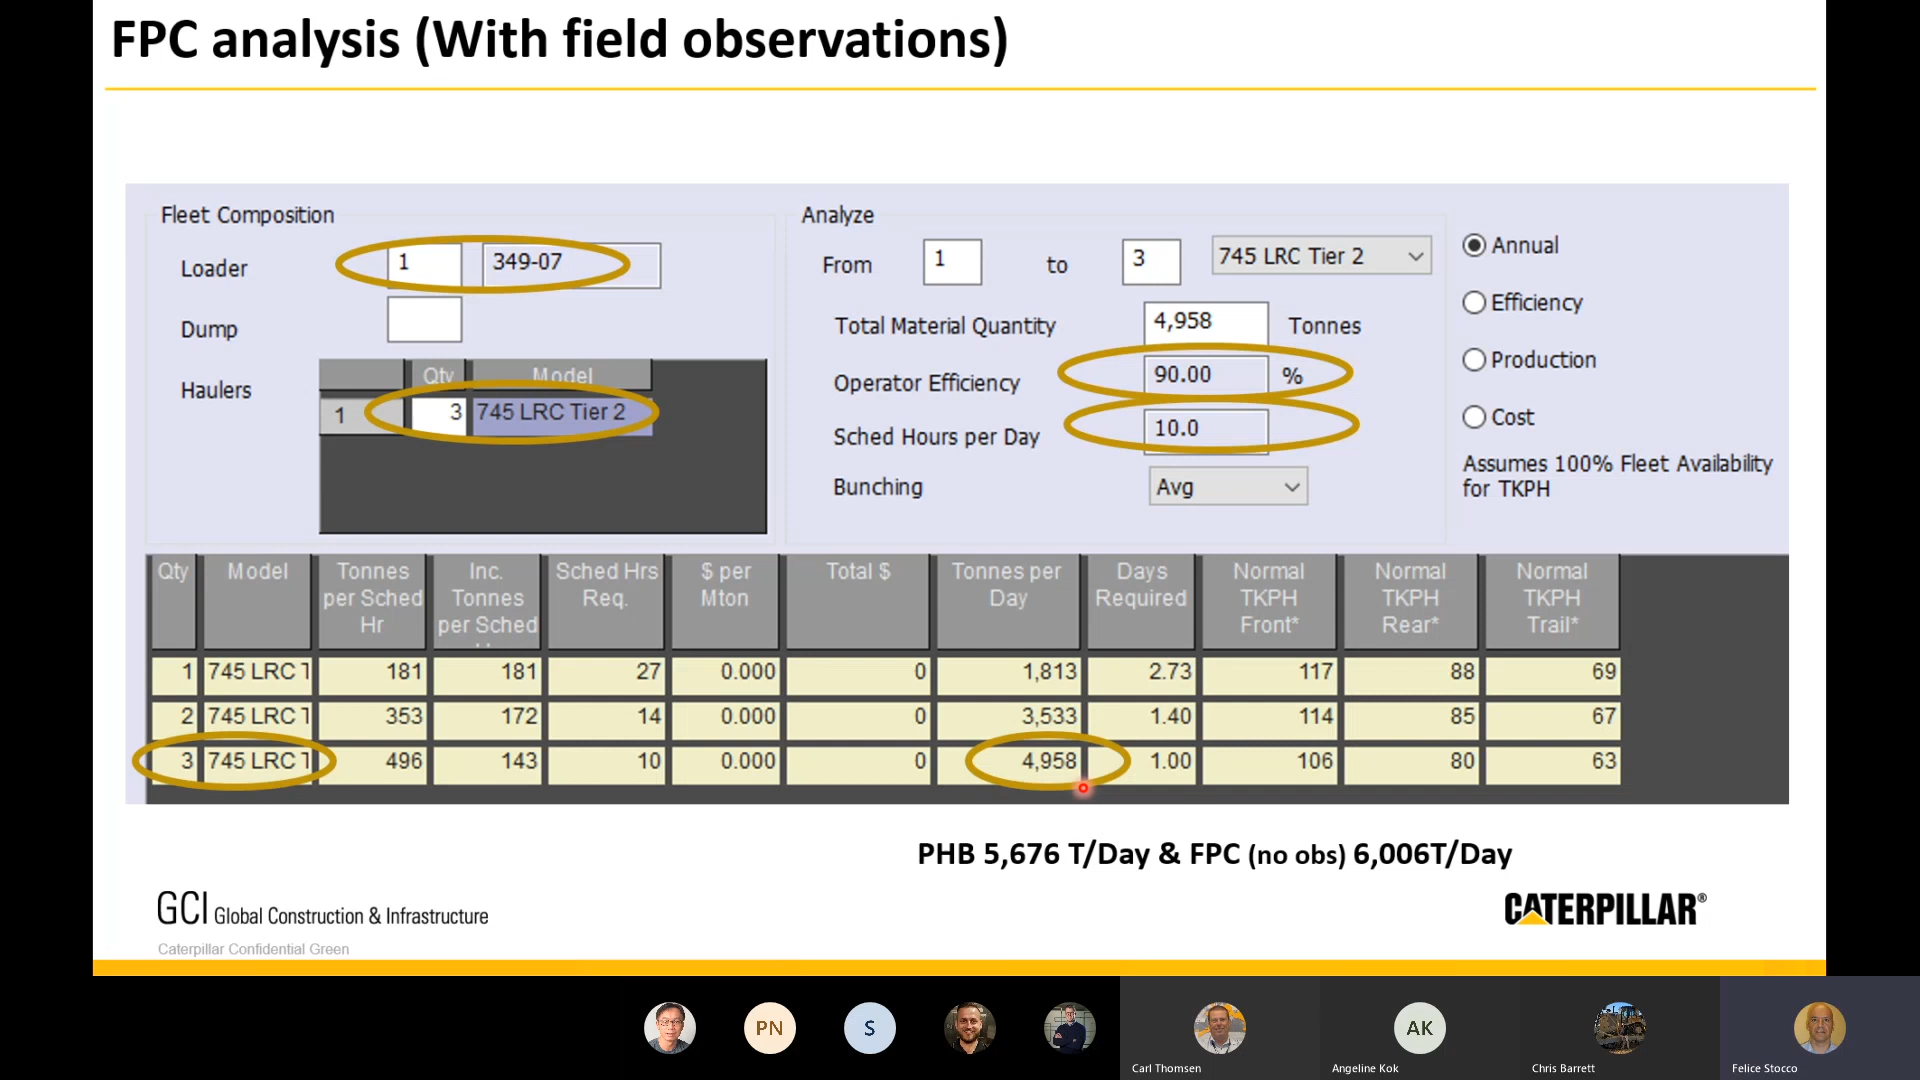 FPC analysis (With field observations)
Fleet Composition
Loader 1 349-07
Dump
Haulers
Qty Model
1 3 745 LRC Tier 2
Analyze
From 1 to 3 745 LRC Tier 2
Total Material Quantity 4,958 Tonnes
Operator Efficiency 90.00 %
Sched Hours per Day 10.0
Bunching Avg
Annual
Efficiency
Production
Cost
Assumes 100% Fleet Availability
for TKPH
Qty Model Tonnes per Sched Hr Inc. Tonnes per Sched Sched Hrs Req. $ per Mton Total $ Tonnes per Day Days Required Normal TKPH Front* Normal TKPH Rear* Normal TKPH Trail*
1 745 LRC T 181 181 27 0.000 0 1,813 2.73 117 88 69
2 745 LRC T 353 172 14 0.000 0 3,533 1.40 114 85 67
3 745 LRC T 496 143 10 0.000 0 4,958 1.00 106 80 63
PHB 5,676 T/Day & FPC (no obs) 6,006T/Day
GCI Global Construction & Infrastructure
CATERPILLAR®
Caterpillar Confidential Green
PN S AK
Carl Thomsen Angeline Kok Chris Barrett Felice Stocco